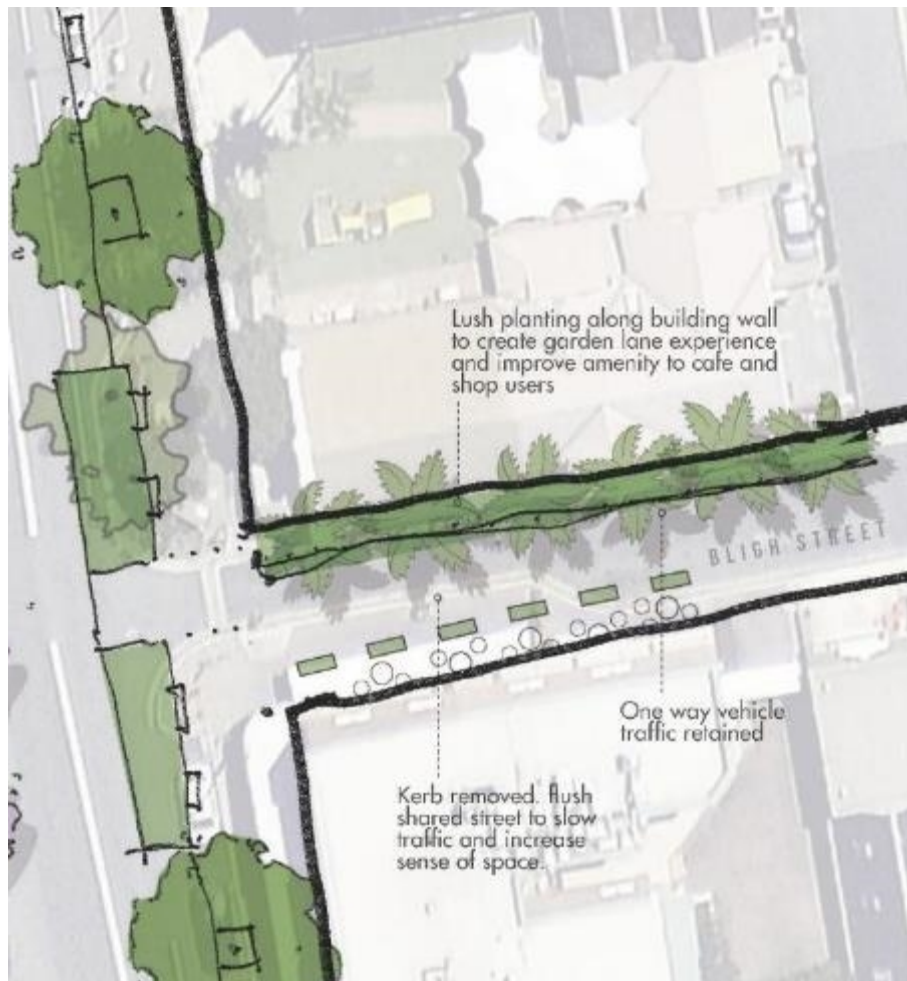 Lush planting along building wall
to create garden lane experience
and improve amenity to cafe and
shop users
BLIGH STREET
One way vehicle
traffic retained
Kerb removed. flush
shared street to slow
traffic and increase
sense of space.